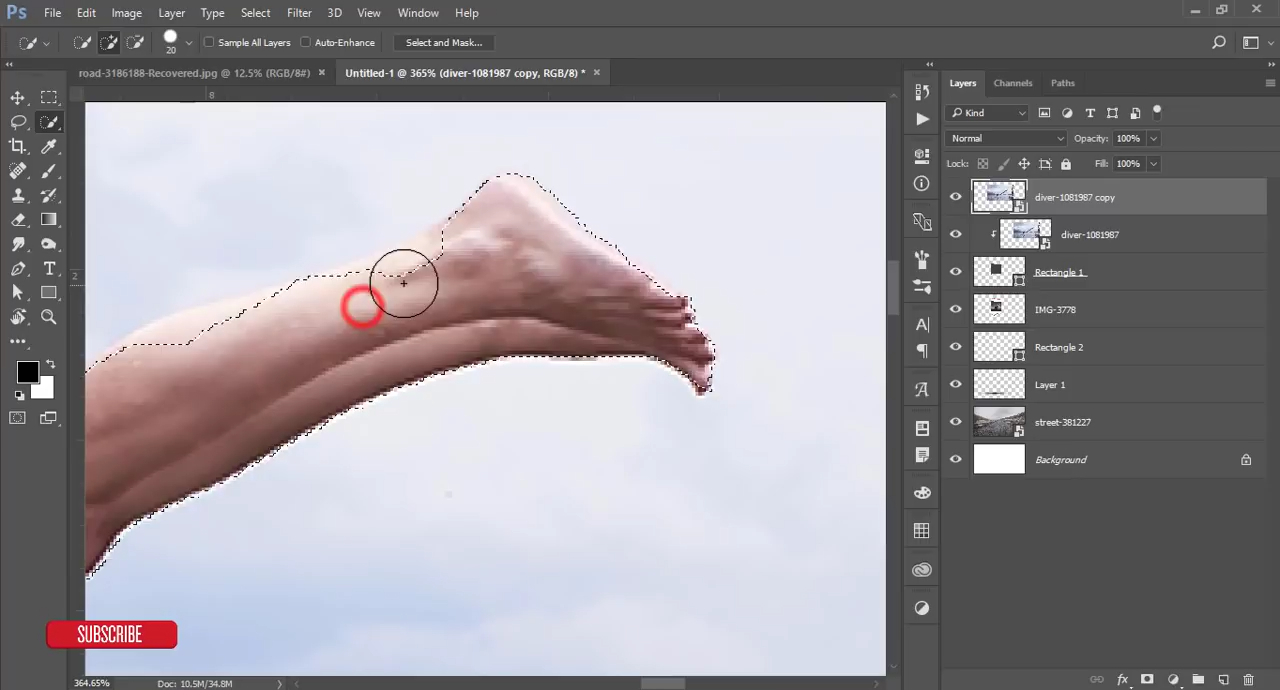 Ps File Edit Image Layer Type Select Filter 3D View Window Help
20 Sample All Layers Auto-Enhance Select and Mask...
road-3186188-Recovered.jpg @ 12.5% (RGB/8#) × Untitled-1 @ 365% (diver-1081987 copy, RGB/8) * ×
Layers Channels Paths
8
Kind
Normal Opacity: 100%
Lock: Fill: 100%
diver-1081987 copy
diver-1081987
2
Rectangle 1
IMG-3778
Rectangle 2
Layer 1
street-381227
Background
SUBSCRIBE
364.65% Doc: 10.5M/34.8M